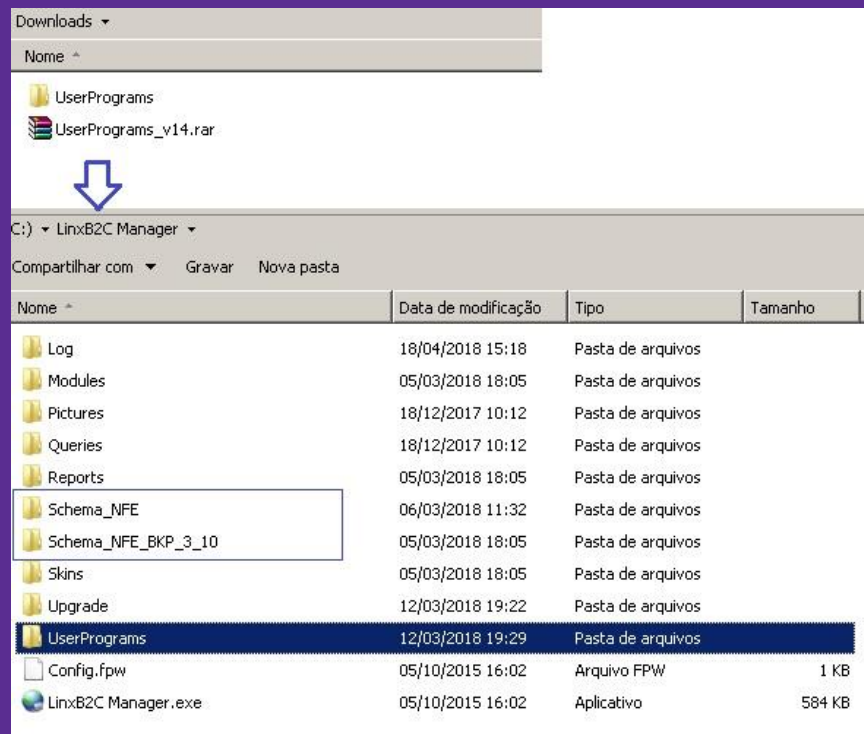 Downloads
Nome
UserPrograms
UserPrograms_v14.rar
C:) LinxB2C Manager
Compartilhar com Gravar Nova pasta
Nome Data de modificação Tipo Tamanho
Log 18/04/2018 15:18 Pasta de arquivos
Modules 05/03/2018 18:05 Pasta de arquivos
Pictures 18/12/2017 10:12 Pasta de arquivos
Queries 18/12/2017 10:12 Pasta de arquivos
Reports 05/03/2018 18:05 Pasta de arquivos
Schema_NFE 06/03/2018 11:32 Pasta de arquivos
Schema_NFE_BKP_3_10 05/03/2018 18:05 Pasta de arquivos
Skins 05/03/2018 18:05 Pasta de arquivos
Upgrade 12/03/2018 19:22 Pasta de arquivos
UserPrograms 12/03/2018 19:29 Pasta de arquivos
Config.fpw 05/10/2015 16:02 Arquivo FPW 1 KB
LinxB2C Manager.exe 05/10/2015 16:02 Aplicativo 584 KB